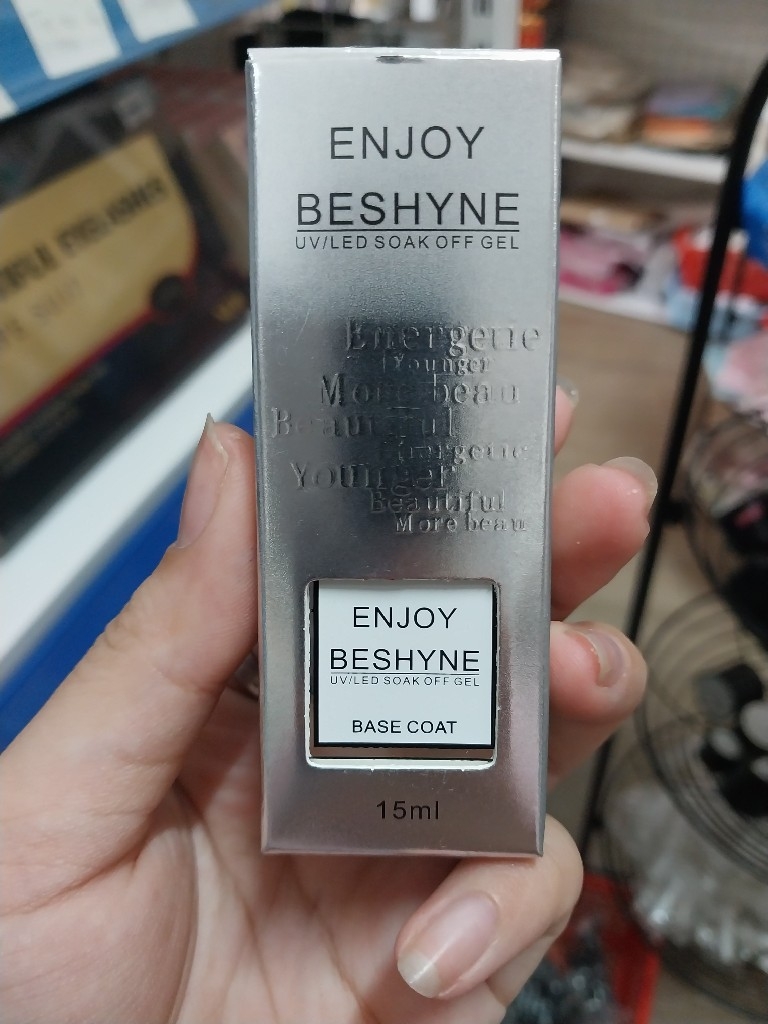 ENJOY
BESHYNE
UV/LED SOAK OFF GEL
Energetic
Younger
More beau
Beautiful
Energetic
Younger
Beautiful
More beau
ENJOY
BESHYNE
UV/LED SOAK OFF GEL
BASE COAT
15ml